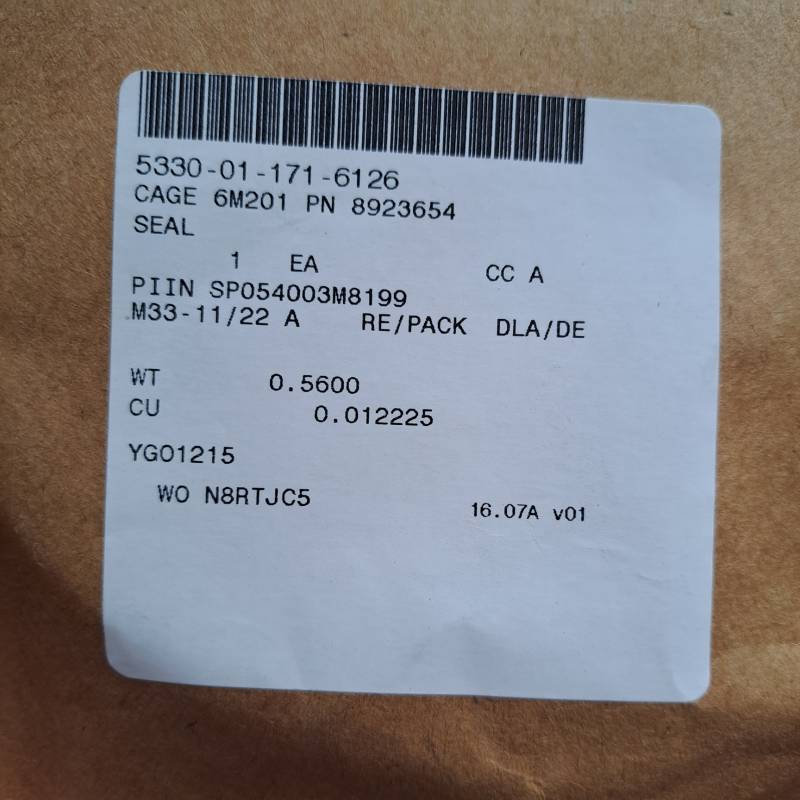 5330-01-171-6126
CAGE 6M201 PN 8923654
SEAL
1 EA CC A
PIIN SP054003M8199
M33-11/22 A RE/PACK DLA/DE
WT 0.5600
CU 0.012225
YG01215
WO N8RTJC5 16.07A v01